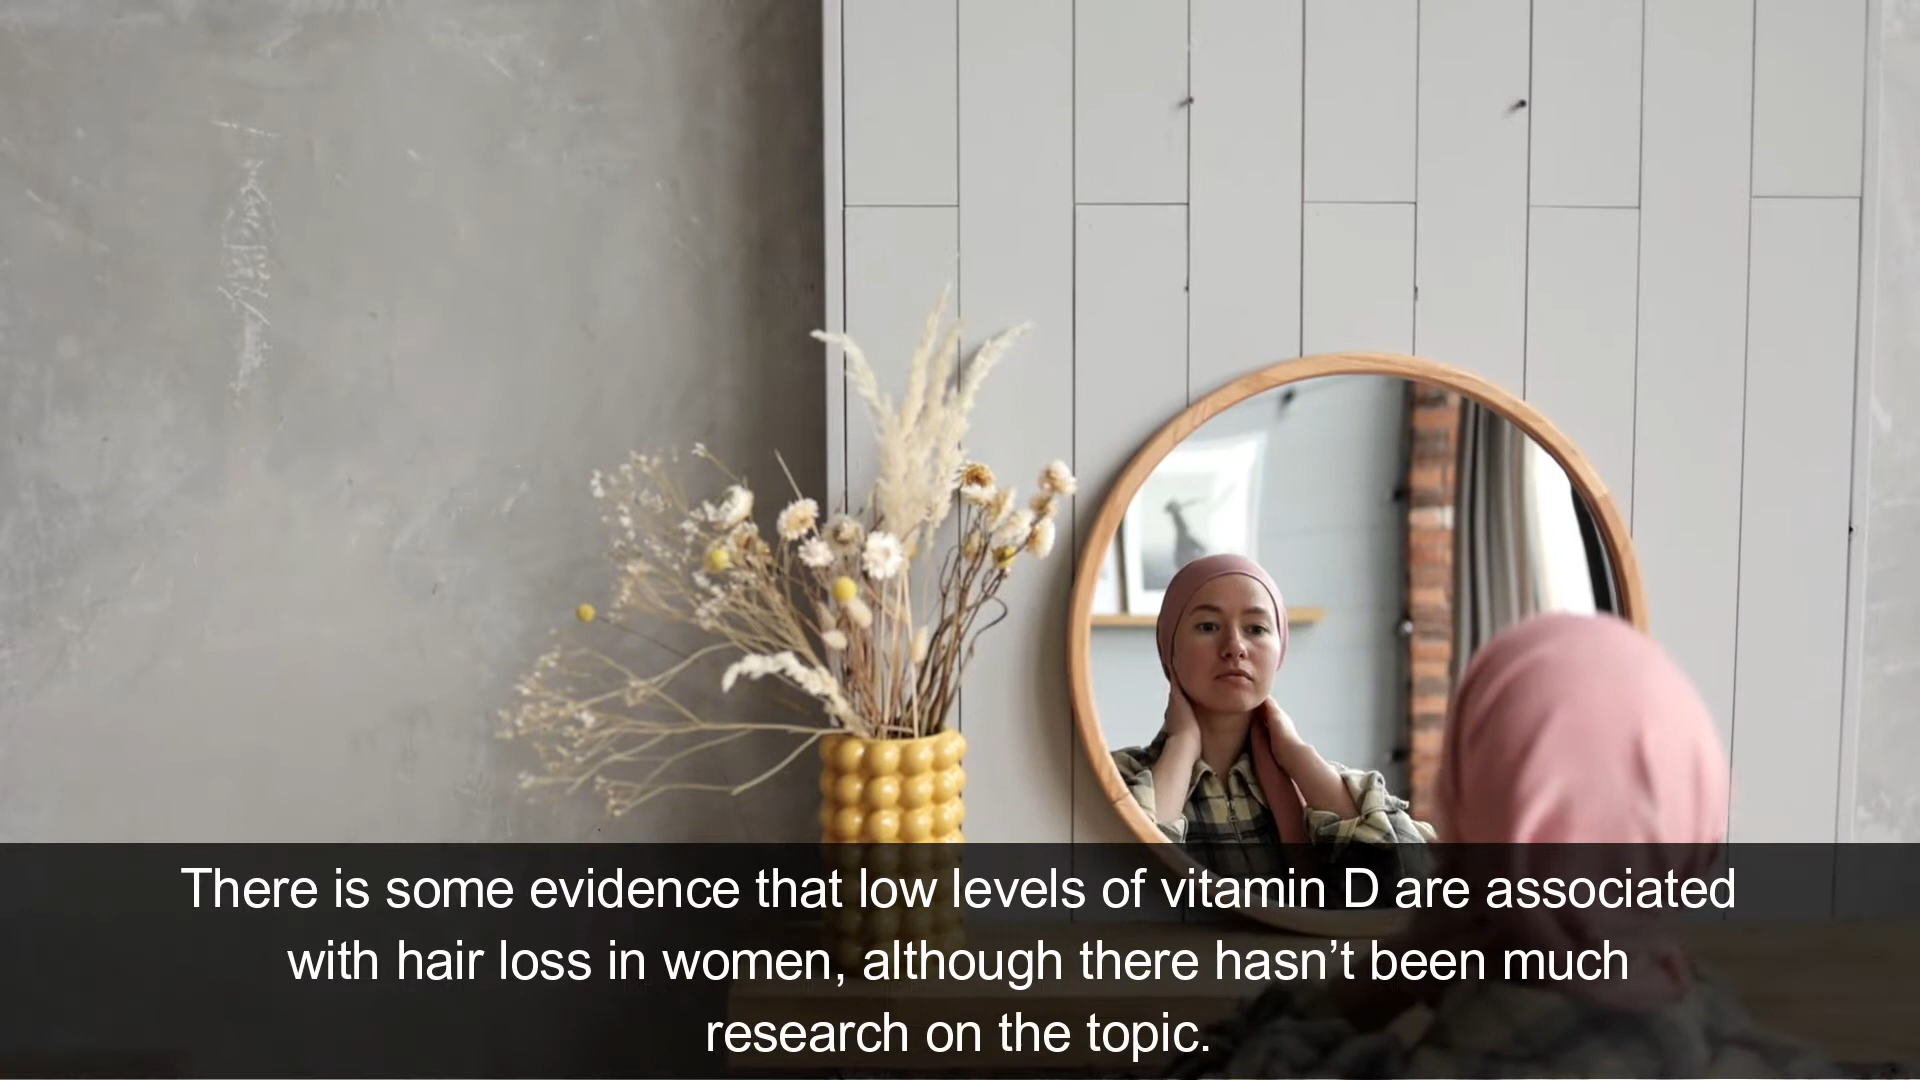 There is some evidence that low levels of vitamin D are associated
with hair loss in women, although there hasn’t been much
research on the topic.